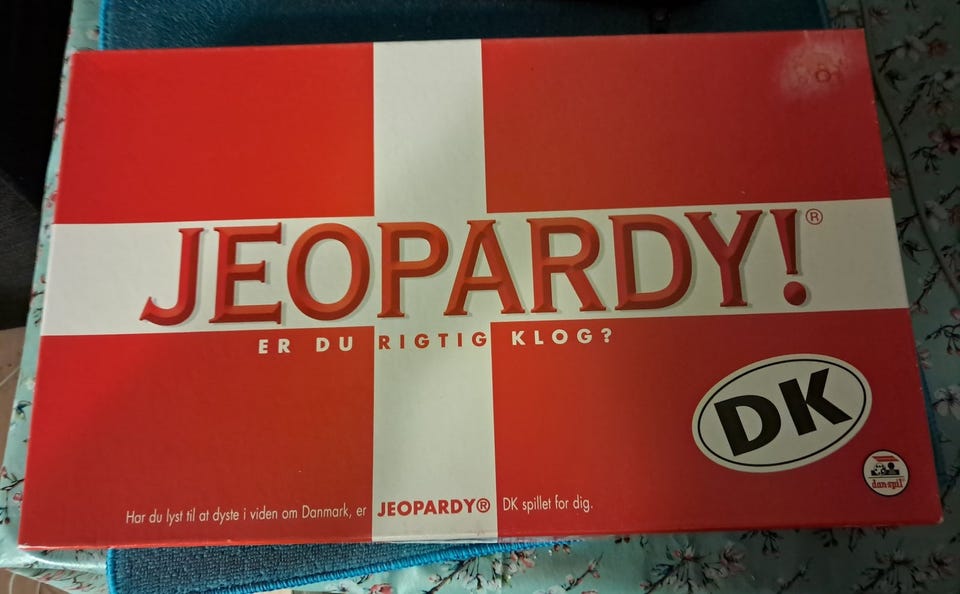 JEOPARDY!®
ER DU RIGTIG KLOG?
DK
dan-spil®
Har du lyst til at dyste i viden om Danmark, er JEOPARDY® DK spillet for dig.